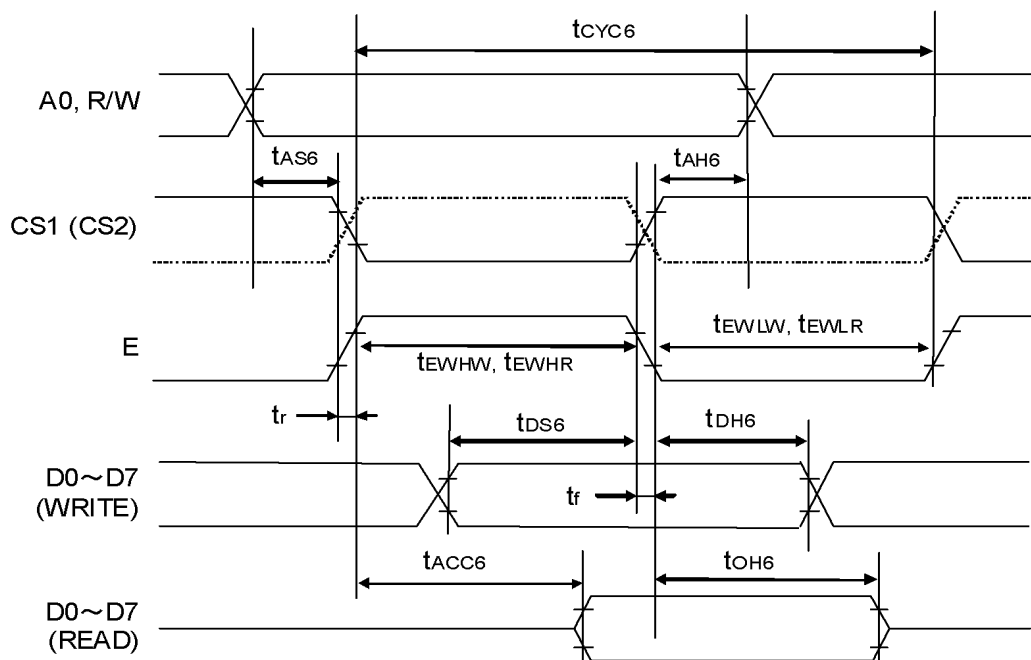 tCYC6
A0, R/W
tAS6
tAH6
CS1 (CS2)
tEWLW, tEWLR
E
tEWHW, tEWHR
tr
tDS6
tDH6
D0～D7
(WRITE)
tf
tACC6
tOH6
D0～D7
(READ)